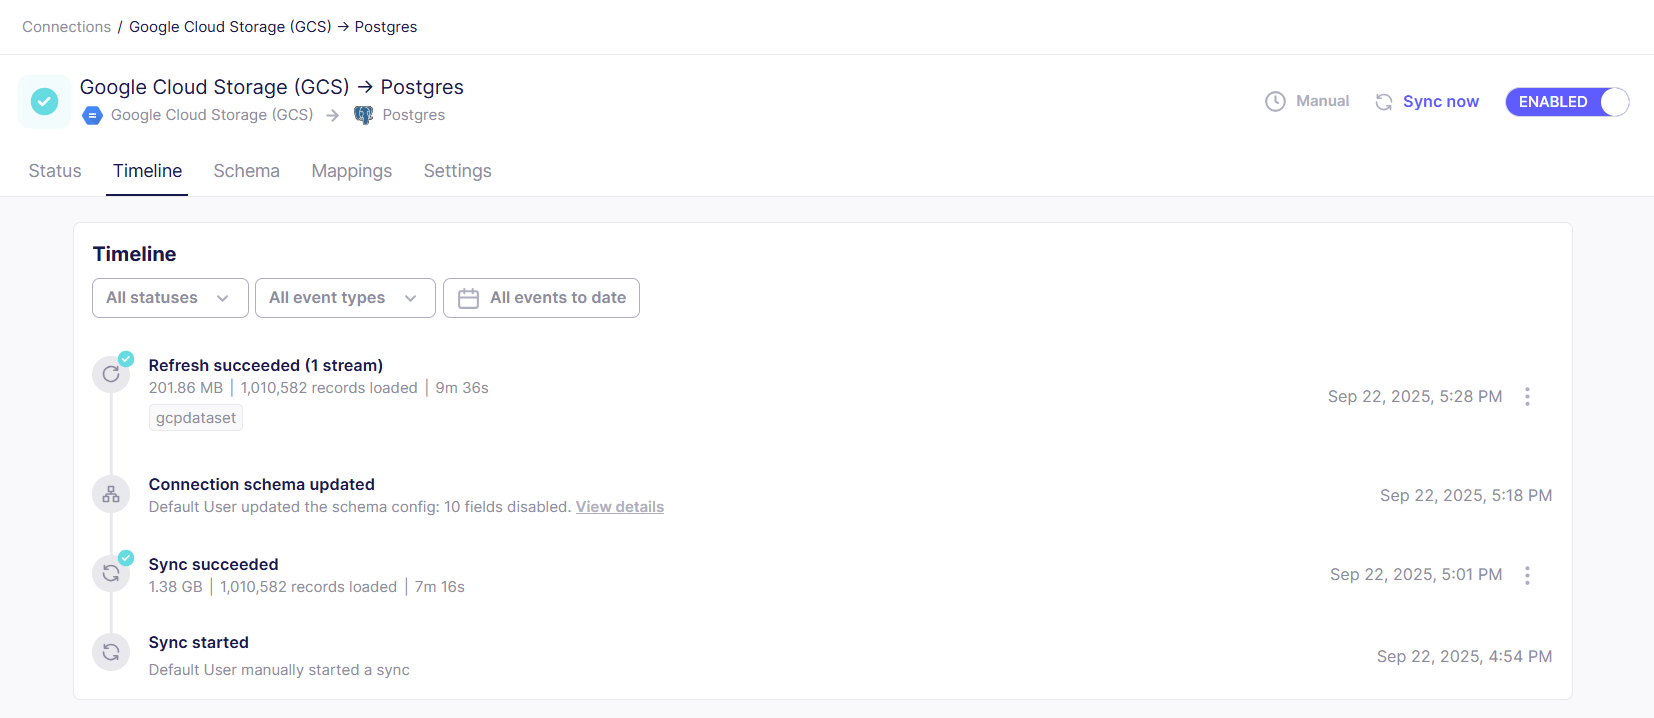 Connections / Google Cloud Storage (GCS) → Postgres
Google Cloud Storage (GCS) → Postgres
Google Cloud Storage (GCS) → Postgres
Manual
Sync now
ENABLED
Status
Timeline
Schema
Mappings
Settings
Timeline
All statuses
All event types
All events to date
Refresh succeeded (1 stream)
201.86 MB | 1,010,582 records loaded | 9m 36s
gcpdataset
Sep 22, 2025, 5:28 PM
Connection schema updated
Default User updated the schema config: 10 fields disabled. View details
Sep 22, 2025, 5:18 PM
Sync succeeded
1.38 GB | 1,010,582 records loaded | 7m 16s
Sep 22, 2025, 5:01 PM
Sync started
Default User manually started a sync
Sep 22, 2025, 4:54 PM